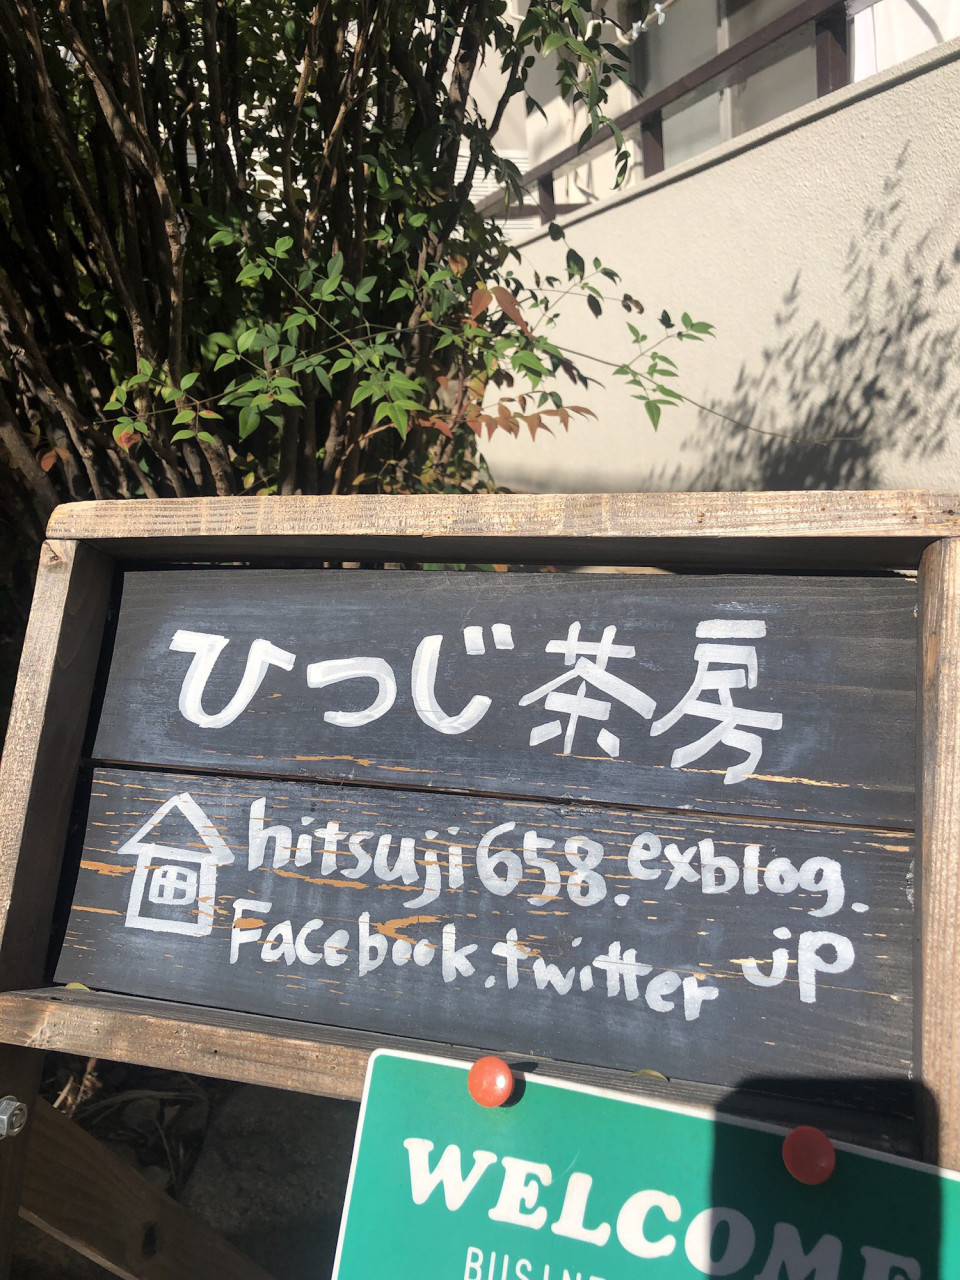 ひつじ茶房
hitsuji658.exblog.
jp
Facebook.twitter
WELCOME